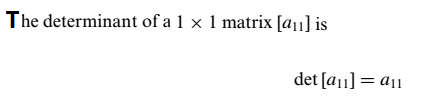 The determinant of a 1 × 1 matrix [a₁₁] is
det [a₁₁] = a₁₁